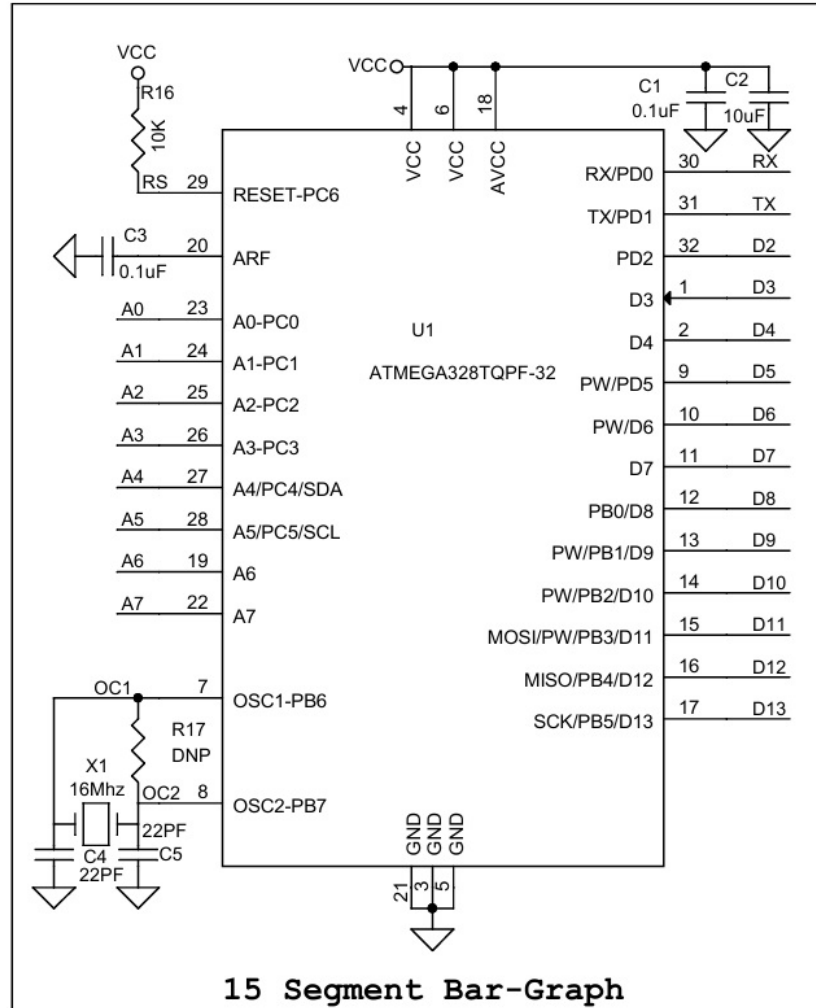 VCC
R16
10K
RS 29 RESET-PC6
C3
0.1uF
20 ARF
A0 23 A0-PC0
A1 24 A1-PC1
A2 25 A2-PC2
A3 26 A3-PC3
A4 27 A4/PC4/SDA
A5 28 A5/PC5/SCL
A6 19 A6
A7 22 A7
OC1 7 OSC1-PB6
R17
DNP
X1
16Mhz
OC2 8 OSC2-PB7
22PF
C4 C5
22PF
VCC
4 6 18
VCC VCC AVCC
C1 C2
0.1uF 10uF
U1
ATMEGA328TQPF-32
RX/PD0 30 RX
TX/PD1 31 TX
PD2 32 D2
D3 1 D3
D4 2 D4
PW/PD5 9 D5
PW/D6 10 D6
D7 11 D7
PB0/D8 12 D8
PW/PB1/D9 13 D9
PW/PB2/D10 14 D10
MOSI/PW/PB3/D11 15 D11
MISO/PB4/D12 16 D12
SCK/PB5/D13 17 D13
GND GND GND
21 3 5
15 Segment Bar-Graph